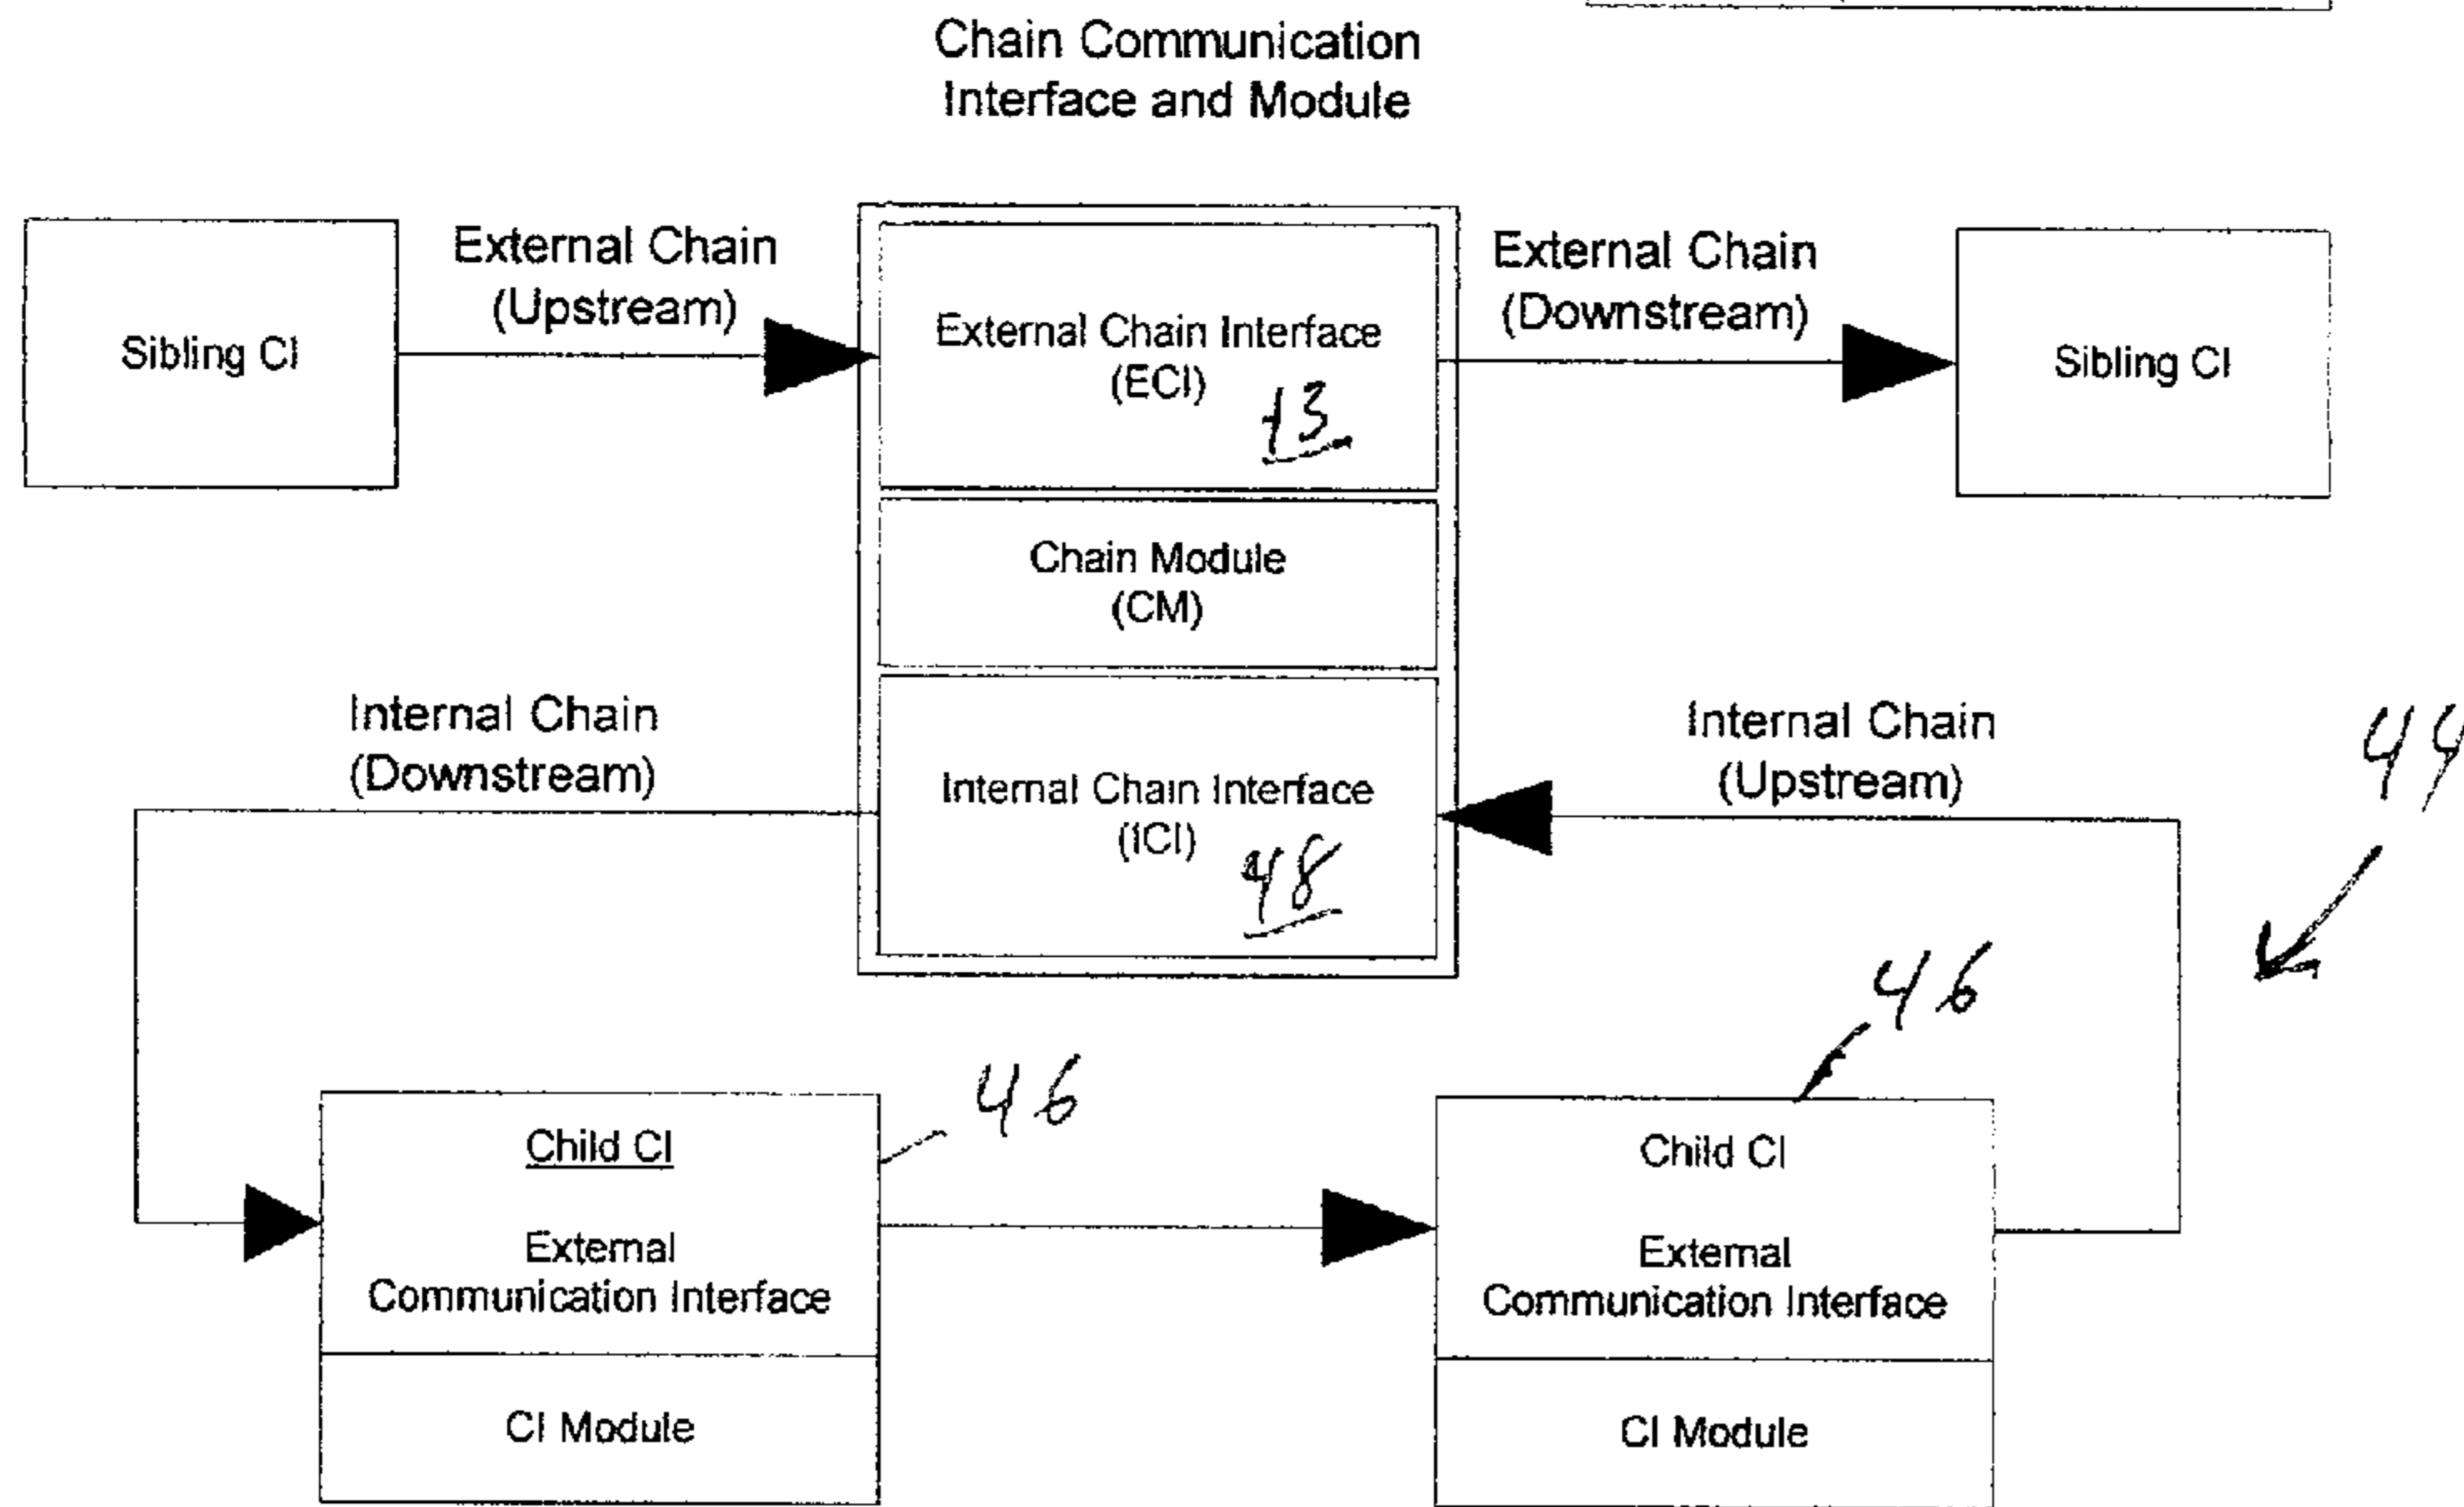 Chain Communication
Interface and Module
Sibling CI
External Chain
(Upstream)
External Chain Interface
(ECI)
13
External Chain
(Downstream)
Sibling CI
Chain Module
(CM)
Internal Chain
(Downstream)
Internal Chain Interface
(ICI)
48
Internal Chain
(Upstream)
44
46
46
Child CI
External
Communication Interface
CI Module
Child CI
External
Communication Interface
CI Module